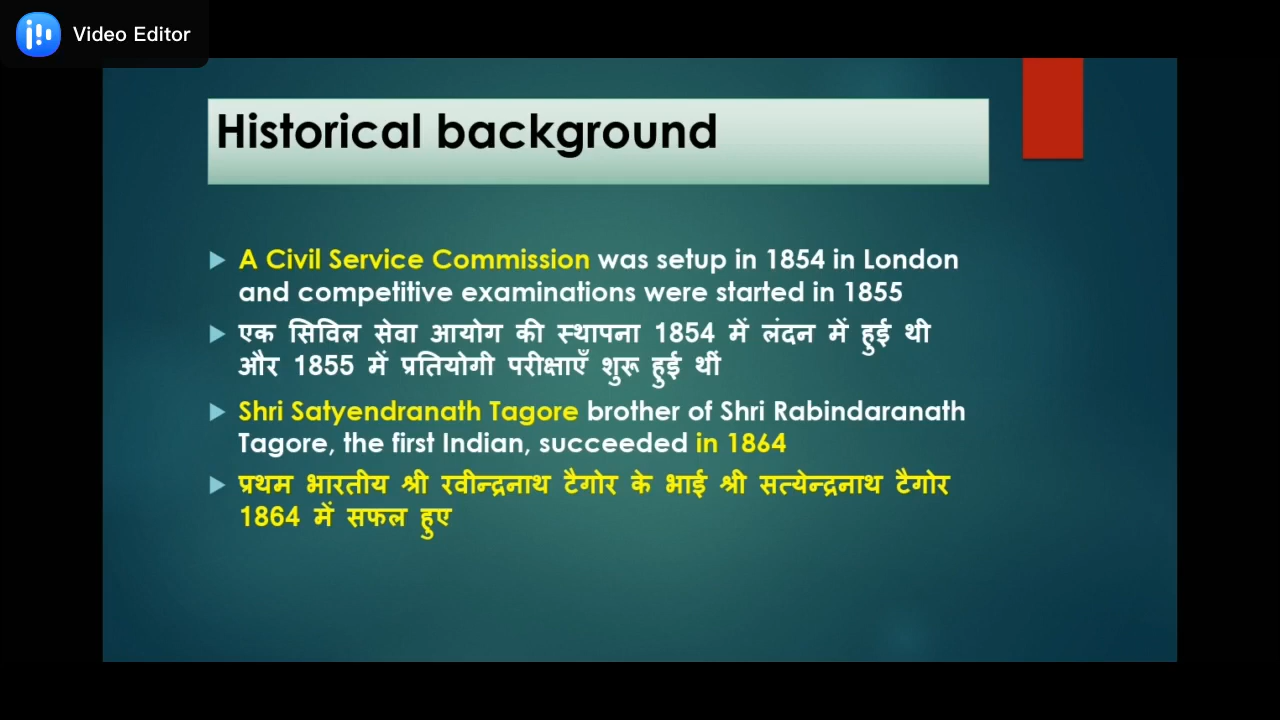 Video Editor
Historical background
A Civil Service Commission was setup in 1854 in London
and competitive examinations were started in 1855
एक सिविल सेवा आयोग की स्थापना 1854 में लंदन में हुई थी
और 1855 में प्रतियोगी परीक्षाएँ शुरू हुई थीं
Shri Satyendranath Tagore brother of Shri Rabindaranath
Tagore, the first Indian, succeeded in 1864
प्रथम भारतीय श्री रवीन्द्रनाथ टैगोर के भाई श्री सत्येन्द्रनाथ टैगोर
1864 में सफल हुए